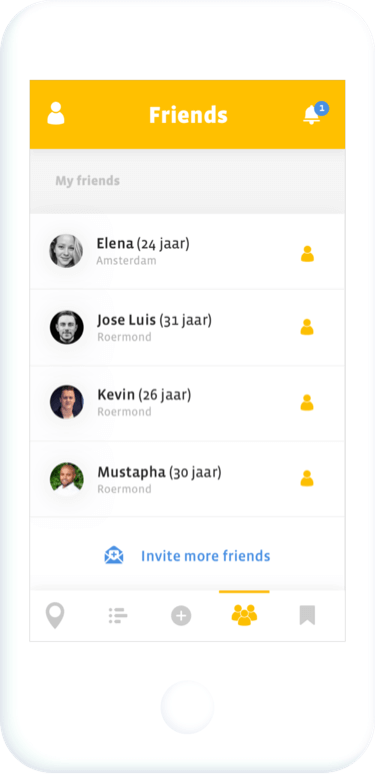 Friends
1
My friends
Elena (24 jaar)
Amsterdam
Jose Luis (31 jaar)
Roermond
Kevin (26 jaar)
Roermond
Mustapha (30 jaar)
Roermond
Invite more friends